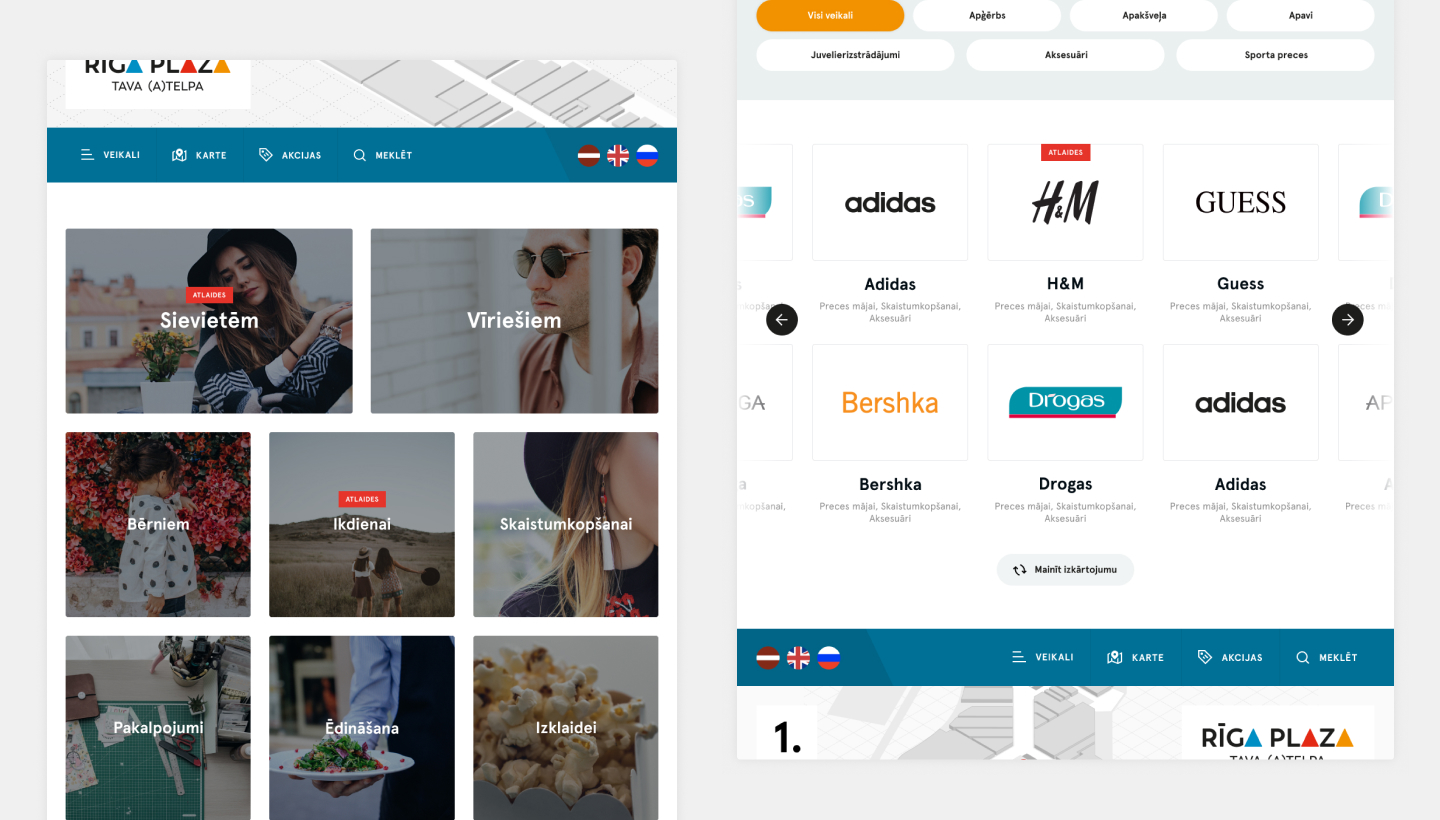 RĪGA PLAZA
TAVA (A)TELPA
VEIKALI
KARTE
AKCIJAS
MEKLĒT
ATLAIDES
Sievietēm
Vīriešiem
Bērniem
ATLAIDES
Ikdienai
Skaistumkopšanai
Pakalpojumi
Ēdināšana
Izklaidei
Visi veikali
Apģērbs
Apakšveļa
Apavi
Juvelierizstrādājumi
Aksesuāri
Sporta preces
adidas
ATLAIDES
H&M
GUESS
Adidas
H&M
Guess
Preces mājai, Skaistumkopšanai,
Aksesuāri
Preces mājai, Skaistumkopšanai,
Aksesuāri
Preces mājai, Skaistumkopšanai,
Aksesuāri
Bershka
Drogas
adidas
Bershka
Drogas
Adidas
Preces mājai, Skaistumkopšanai,
Aksesuāri
Preces mājai, Skaistumkopšanai,
Aksesuāri
Preces mājai, Skaistumkopšanai,
Aksesuāri
Mainīt izkārtojumu
VEIKALI
KARTE
AKCIJAS
MEKLĒT
1.
RĪGA PLAZA
TAVA (A)TELPA